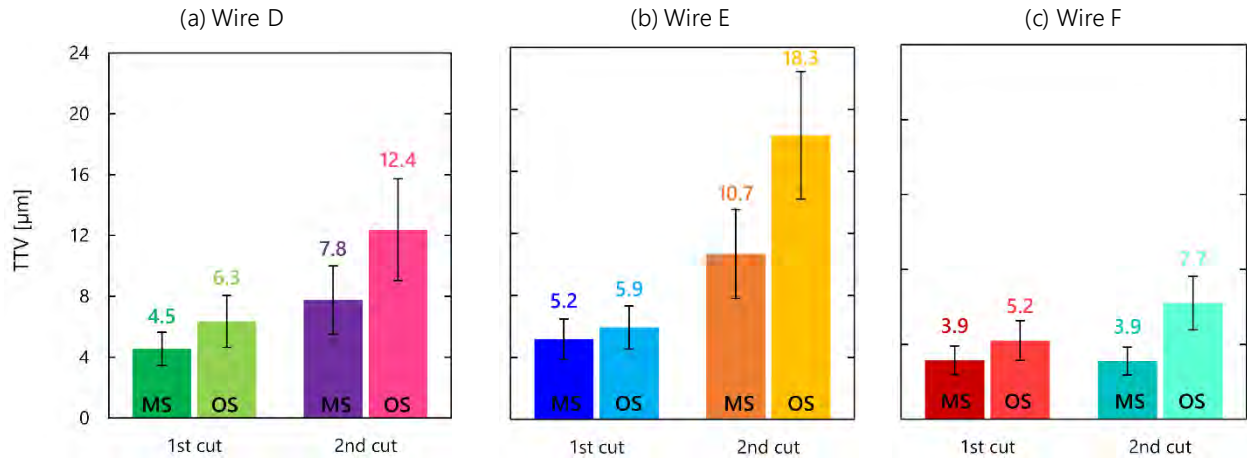 (a) Wire D
(b) Wire E
(c) Wire F
TTV [µm]
24
20
16
12
8
4
0
4.5
6.3
7.8
12.4
MS
OS
MS
OS
1st cut
2nd cut
5.2
5.9
10.7
18.3
MS
OS
MS
OS
1st cut
2nd cut
3.9
5.2
3.9
7.7
MS
OS
MS
OS
1st cut
2nd cut